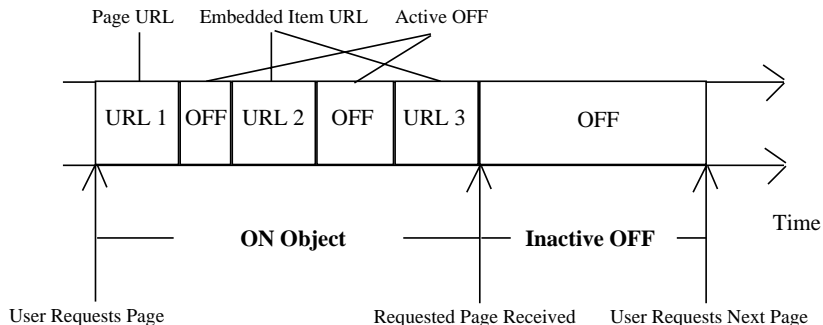 Page URL Embedded Item URL Active OFF
URL 1 OFF URL 2 OFF URL 3 OFF
Time
ON Object Inactive OFF
User Requests Page Requested Page Received User Requests Next Page